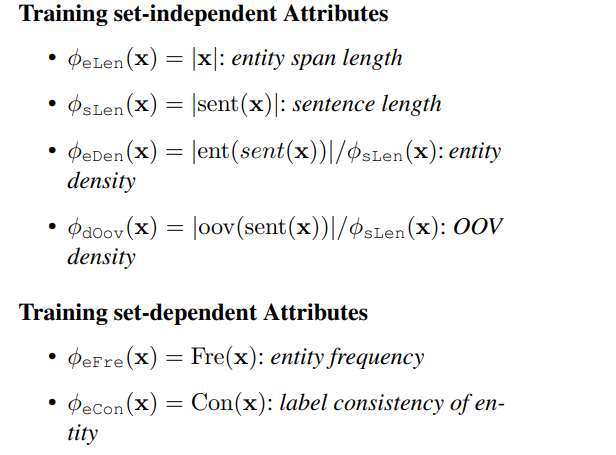 Training set-independent Attributes
• ϕeLen(x) = |x|: entity span length
• ϕsLen(x) = |sent(x)|: sentence length
• ϕeDen(x) = |ent(sent(x))|/ϕsLen(x): entity
density
• ϕdOov(x) = |oov(sent(x))|/ϕsLen(x): OOV
density
Training set-dependent Attributes
• ϕeFre(x) = Fre(x): entity frequency
• ϕeCon(x) = Con(x): label consistency of en-
tity